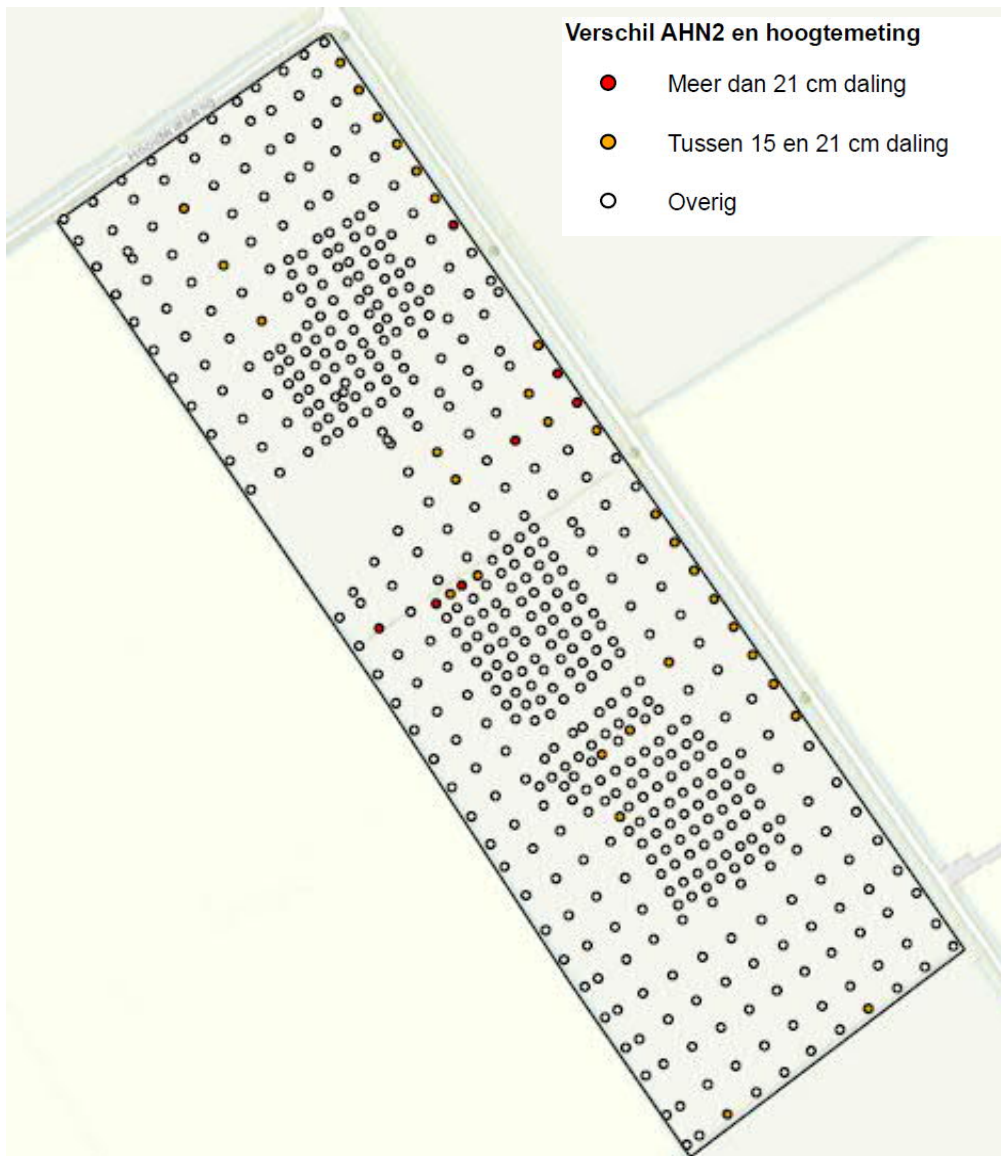 Verschil AHN2 en hoogtemeting
Meer dan 21 cm daling
Tussen 15 en 21 cm daling
Overig